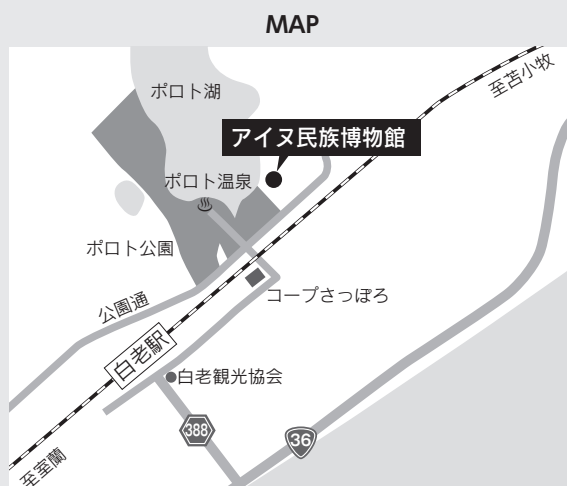 MAP
ポロト湖
至苫小牧
アイヌ民族博物館
ポロト温泉
ポロト公園
コープさっぽろ
公園通
白老駅
白老観光協会
388
36
至室蘭